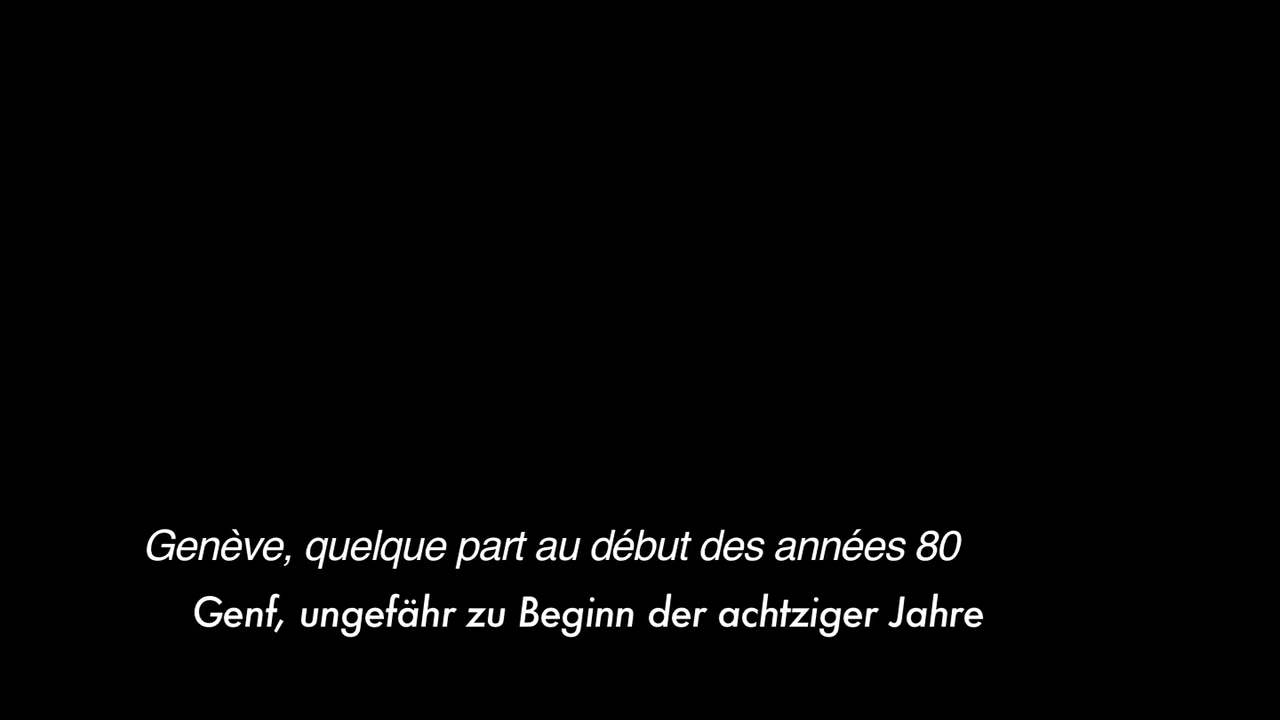 Genève, quelque part au début des années 80
Genf, ungefähr zu Beginn der achtziger Jahre